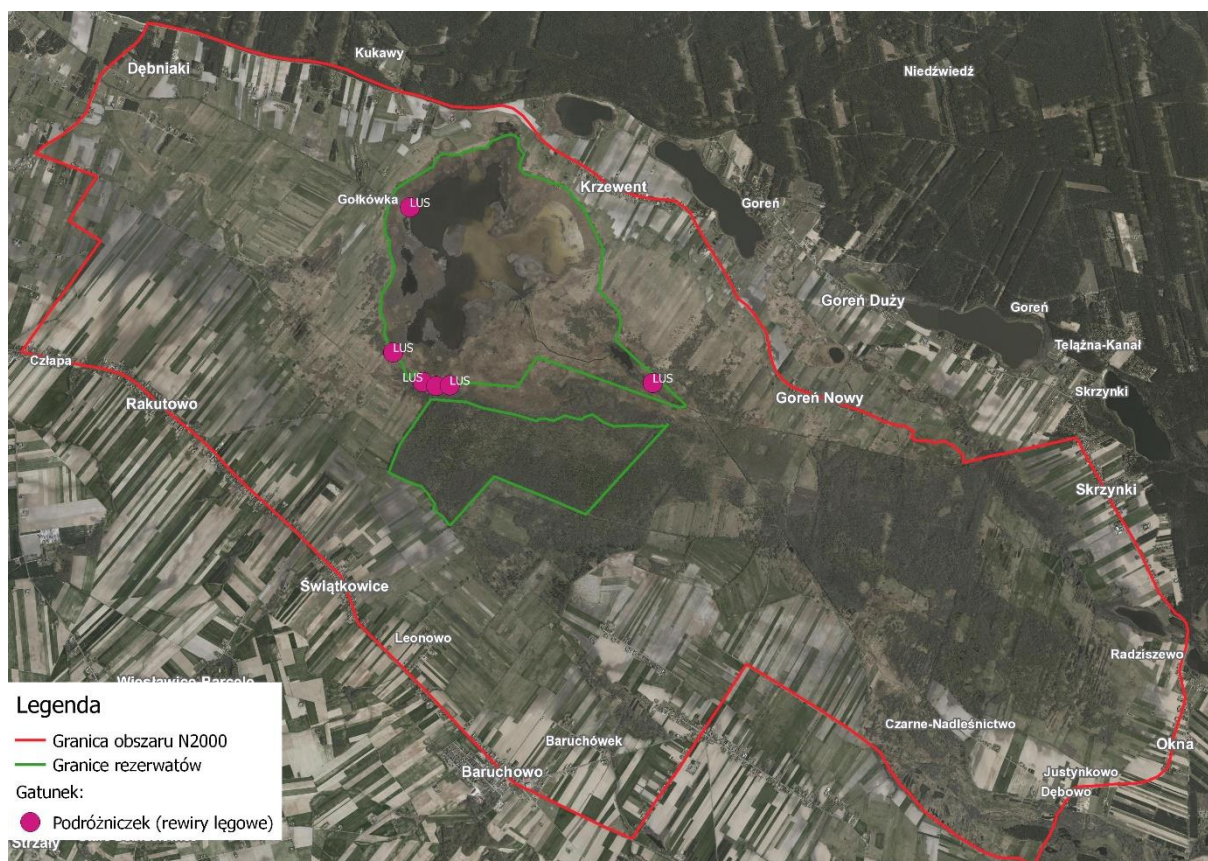 Kukawy
Dębniaki
Niedźwiedź
Krzewent
LUS
Gołkówka
Goreń
Goreń Duży
Goreń
Telążna-Kanał
LUS
Człapa
LUS
LUS
LUS
Skrzynki
Rakutowo
Goreń Nowy
Skrzynki
Świątkowice
Leonowo
Radziszewo
Czarne-Nadleśnictwo
Baruchówek
Okna
Baruchowo
Justynkowo
Dębowo
Legenda
Granica obszaru N2000
Granice rezerwatów
Gatunek:
Podróżniczek (rewiry lęgowe)